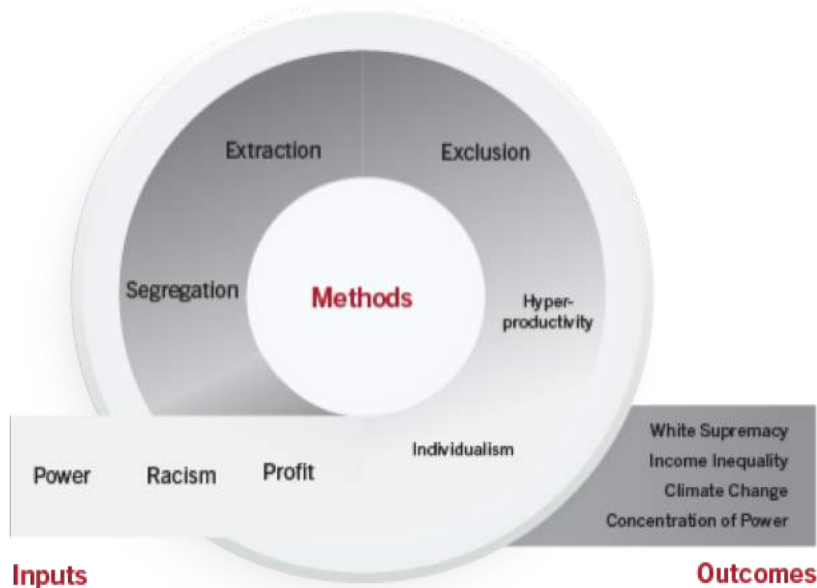 Extraction
Exclusion
Segregation
Methods
Hyper-
productivity
Individualism
Power
Racism
Profit
White Supremacy
Income Inequality
Climate Change
Concentration of Power
Inputs
Outcomes